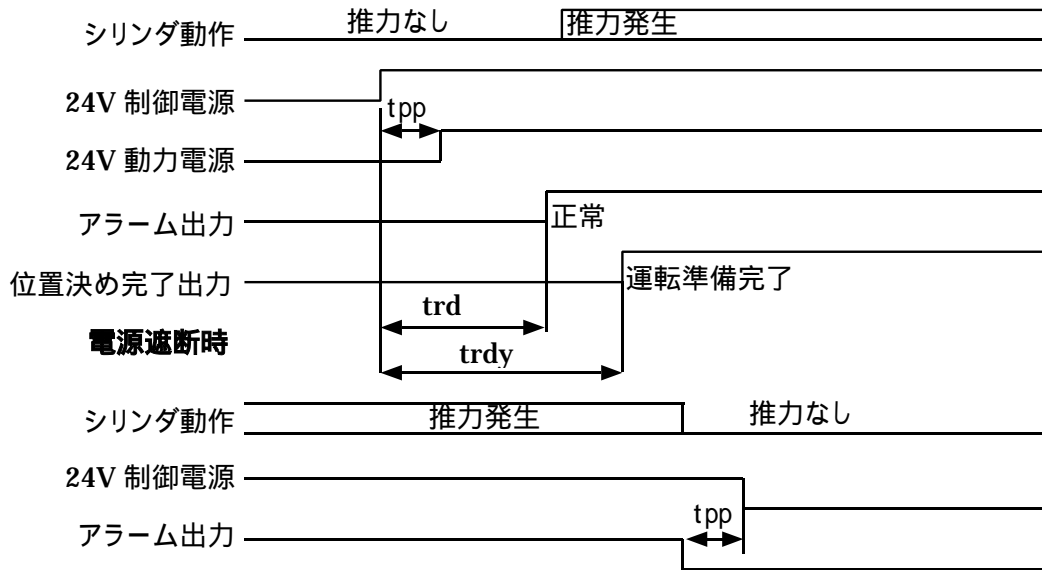 推力なし
シリンダ動作
推力発生
24V 制御電源
tpp
24V 動力電源
アラーム出力
正常
位置決め完了出力
運転準備完了
trd
電源遮断時
trdy
シリンダ動作
推力発生
推力なし
24V 制御電源
tpp
アラーム出力